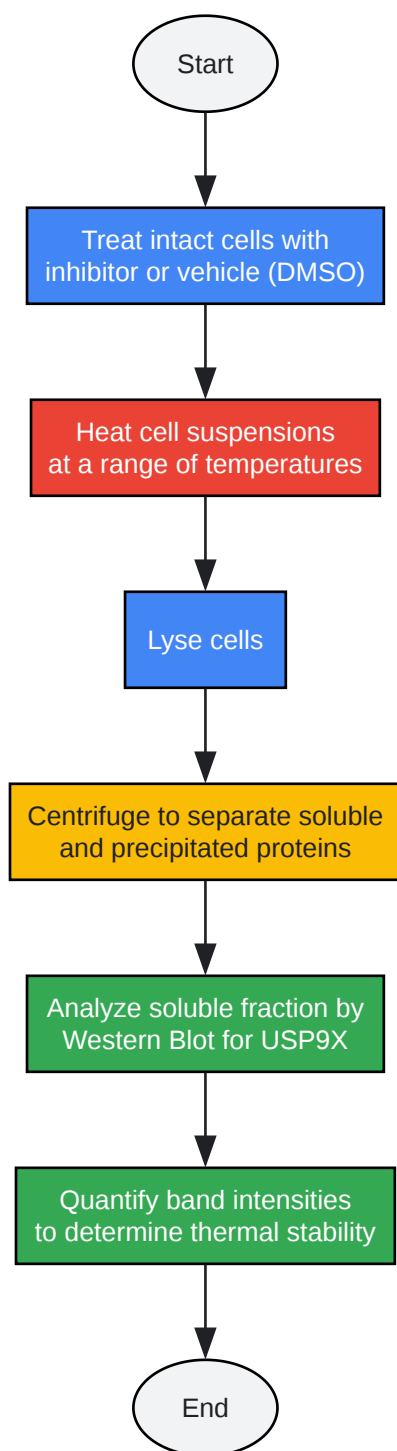 Start
Treat intact cells with
inhibitor or vehicle (DMSO)
Heat cell suspensions
at a range of temperatures
Lyse cells
Centrifuge to separate soluble
and precipitated proteins
Analyze soluble fraction by
Western Blot for USP9X
Quantify band intensities
to determine thermal stability
End